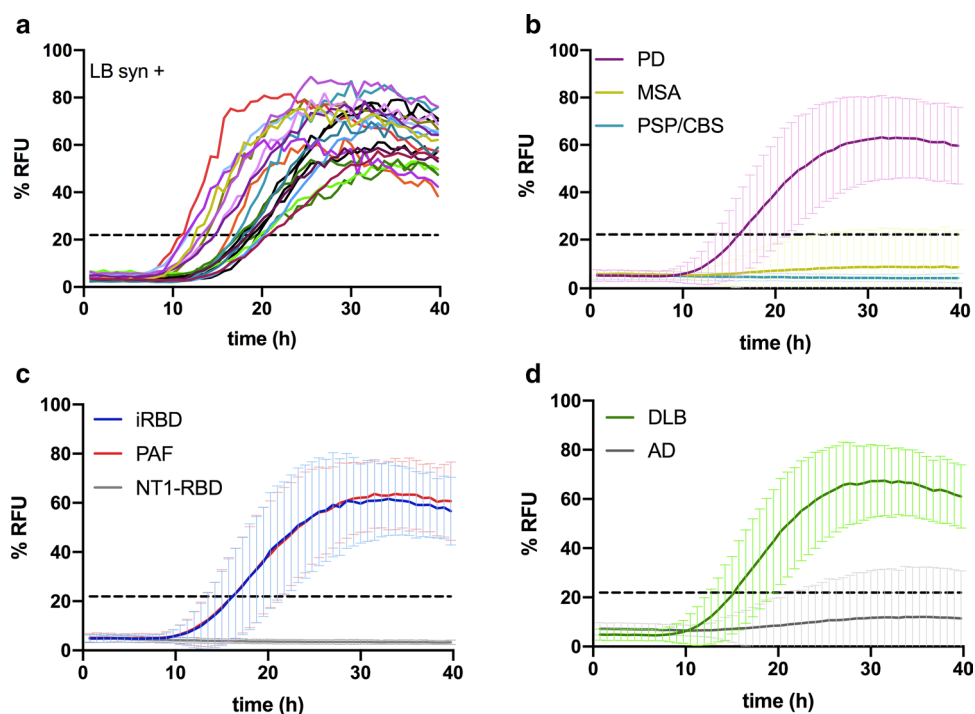 a
LB syn +
% RFU
100
80
60
40
20
0
0 10 20 30 40
time (h)
b
PD
MSA
PSP/CBS
% RFU
100
80
60
40
20
0
0 10 20 30 40
time (h)
c
iRBD
PAF
NT1-RBD
% RFU
100
80
60
40
20
0
0 10 20 30 40
time (h)
d
DLB
AD
% RFU
100
80
60
40
20
0
0 10 20 30 40
time (h)